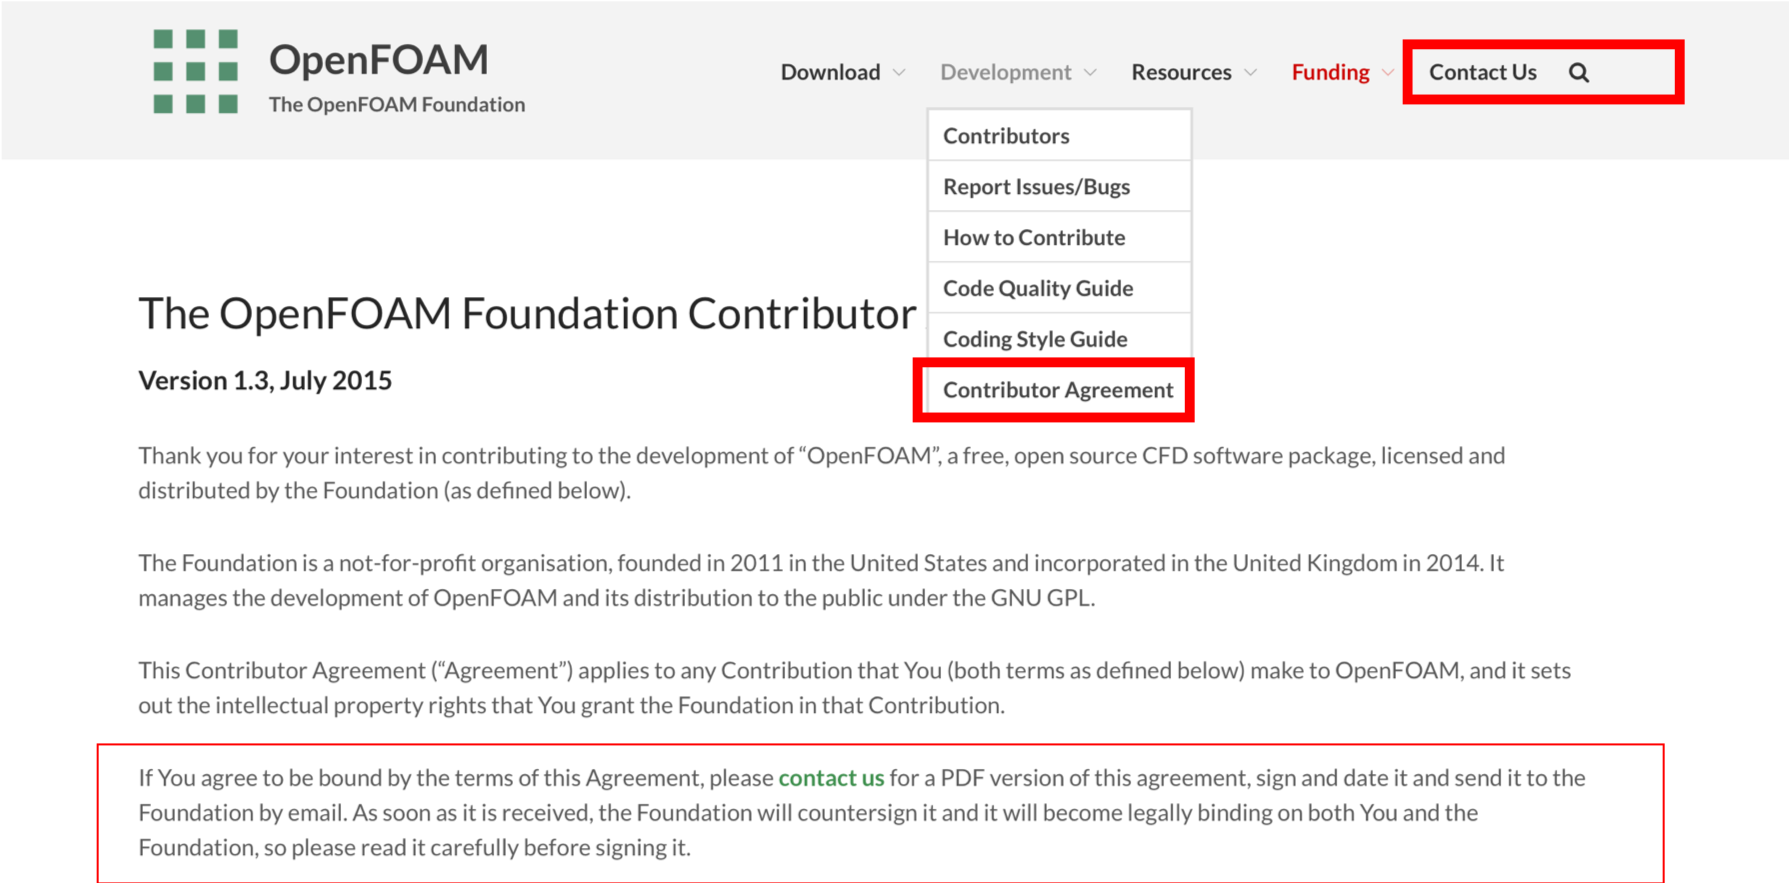 OpenFOAM
The OpenFOAM Foundation
Download Development Resources Funding Contact Us
Contributors
Report Issues/Bugs
How to Contribute
Code Quality Guide
Coding Style Guide
Contributor Agreement
The OpenFOAM Foundation Contributor
Version 1.3, July 2015
Thank you for your interest in contributing to the development of “OpenFOAM”, a free, open source CFD software package, licensed and
distributed by the Foundation (as defined below).
The Foundation is a not-for-profit organisation, founded in 2011 in the United States and incorporated in the United Kingdom in 2014. It
manages the development of OpenFOAM and its distribution to the public under the GNU GPL.
This Contributor Agreement (“Agreement”) applies to any Contribution that You (both terms as defined below) make to OpenFOAM, and it sets
out the intellectual property rights that You grant the Foundation in that Contribution.
If You agree to be bound by the terms of this Agreement, please contact us for a PDF version of this agreement, sign and date it and send it to the
Foundation by email. As soon as it is received, the Foundation will countersign it and it will become legally binding on both You and the
Foundation, so please read it carefully before signing it.